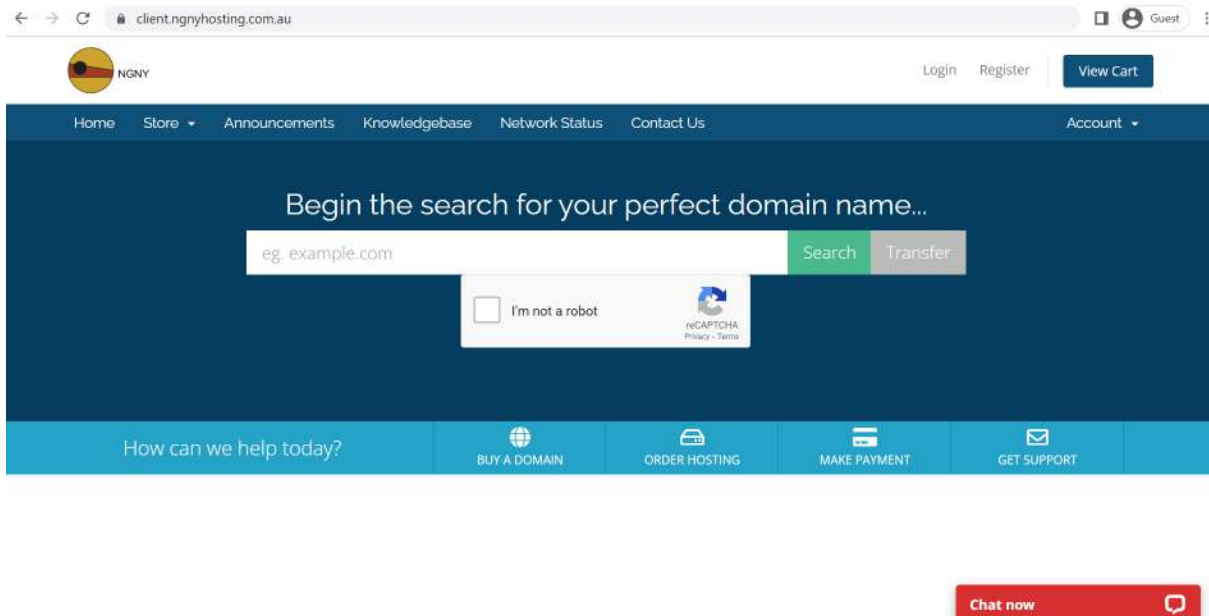 client.ngnyhosting.com.au
Guest
NGNY
Login Register View Cart
Home Store Announcements Knowledgebase Network Status Contact Us Account
Begin the search for your perfect domain name...
eg. example.com Search Transfer
I'm not a robot
reCAPTCHA
Privacy - Terms
How can we help today?
BUY A DOMAIN ORDER HOSTING MAKE PAYMENT GET SUPPORT
Chat now